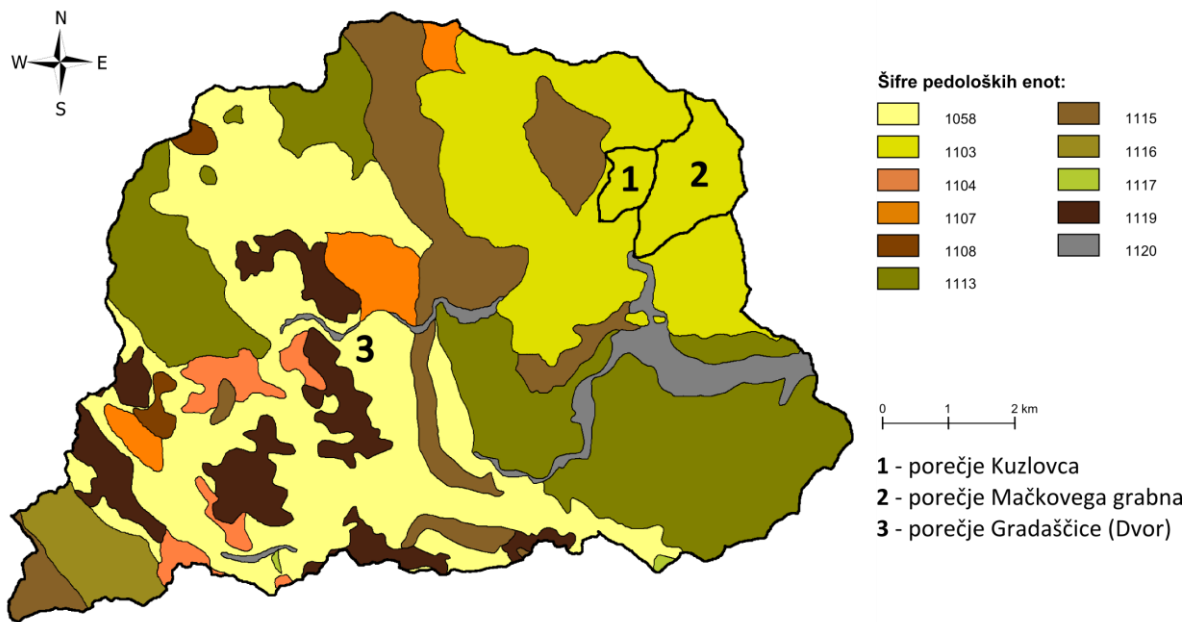 N
W E
S
1
2
3
Šifre pedoloških enot:
1058 1115
1103 1116
1104 1117
1107 1119
1108 1120
1113
0 1 2 km
1 - porečje Kuzlovca
2 - porečje Mačkovega grabna
3 - porečje Gradaščice (Dvor)